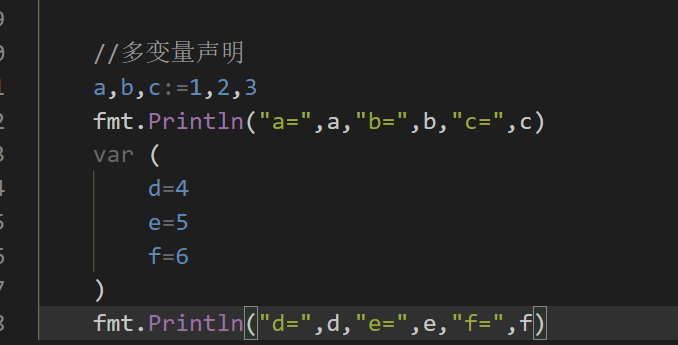 //多变量声明
a,b,c:=1,2,3
fmt.Println("a=",a,"b=",b,"c=",c)
var (
d=4
e=5
f=6
)
fmt.Println("d=",d,"e=",e,"f=",f)